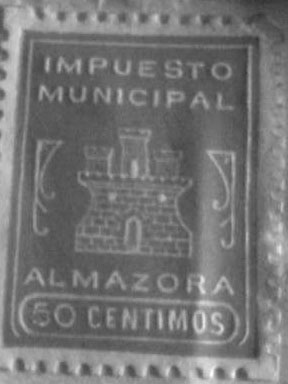 IMPUESTO
MUNICIPAL
ALMAZORA
50 CENTIMOS